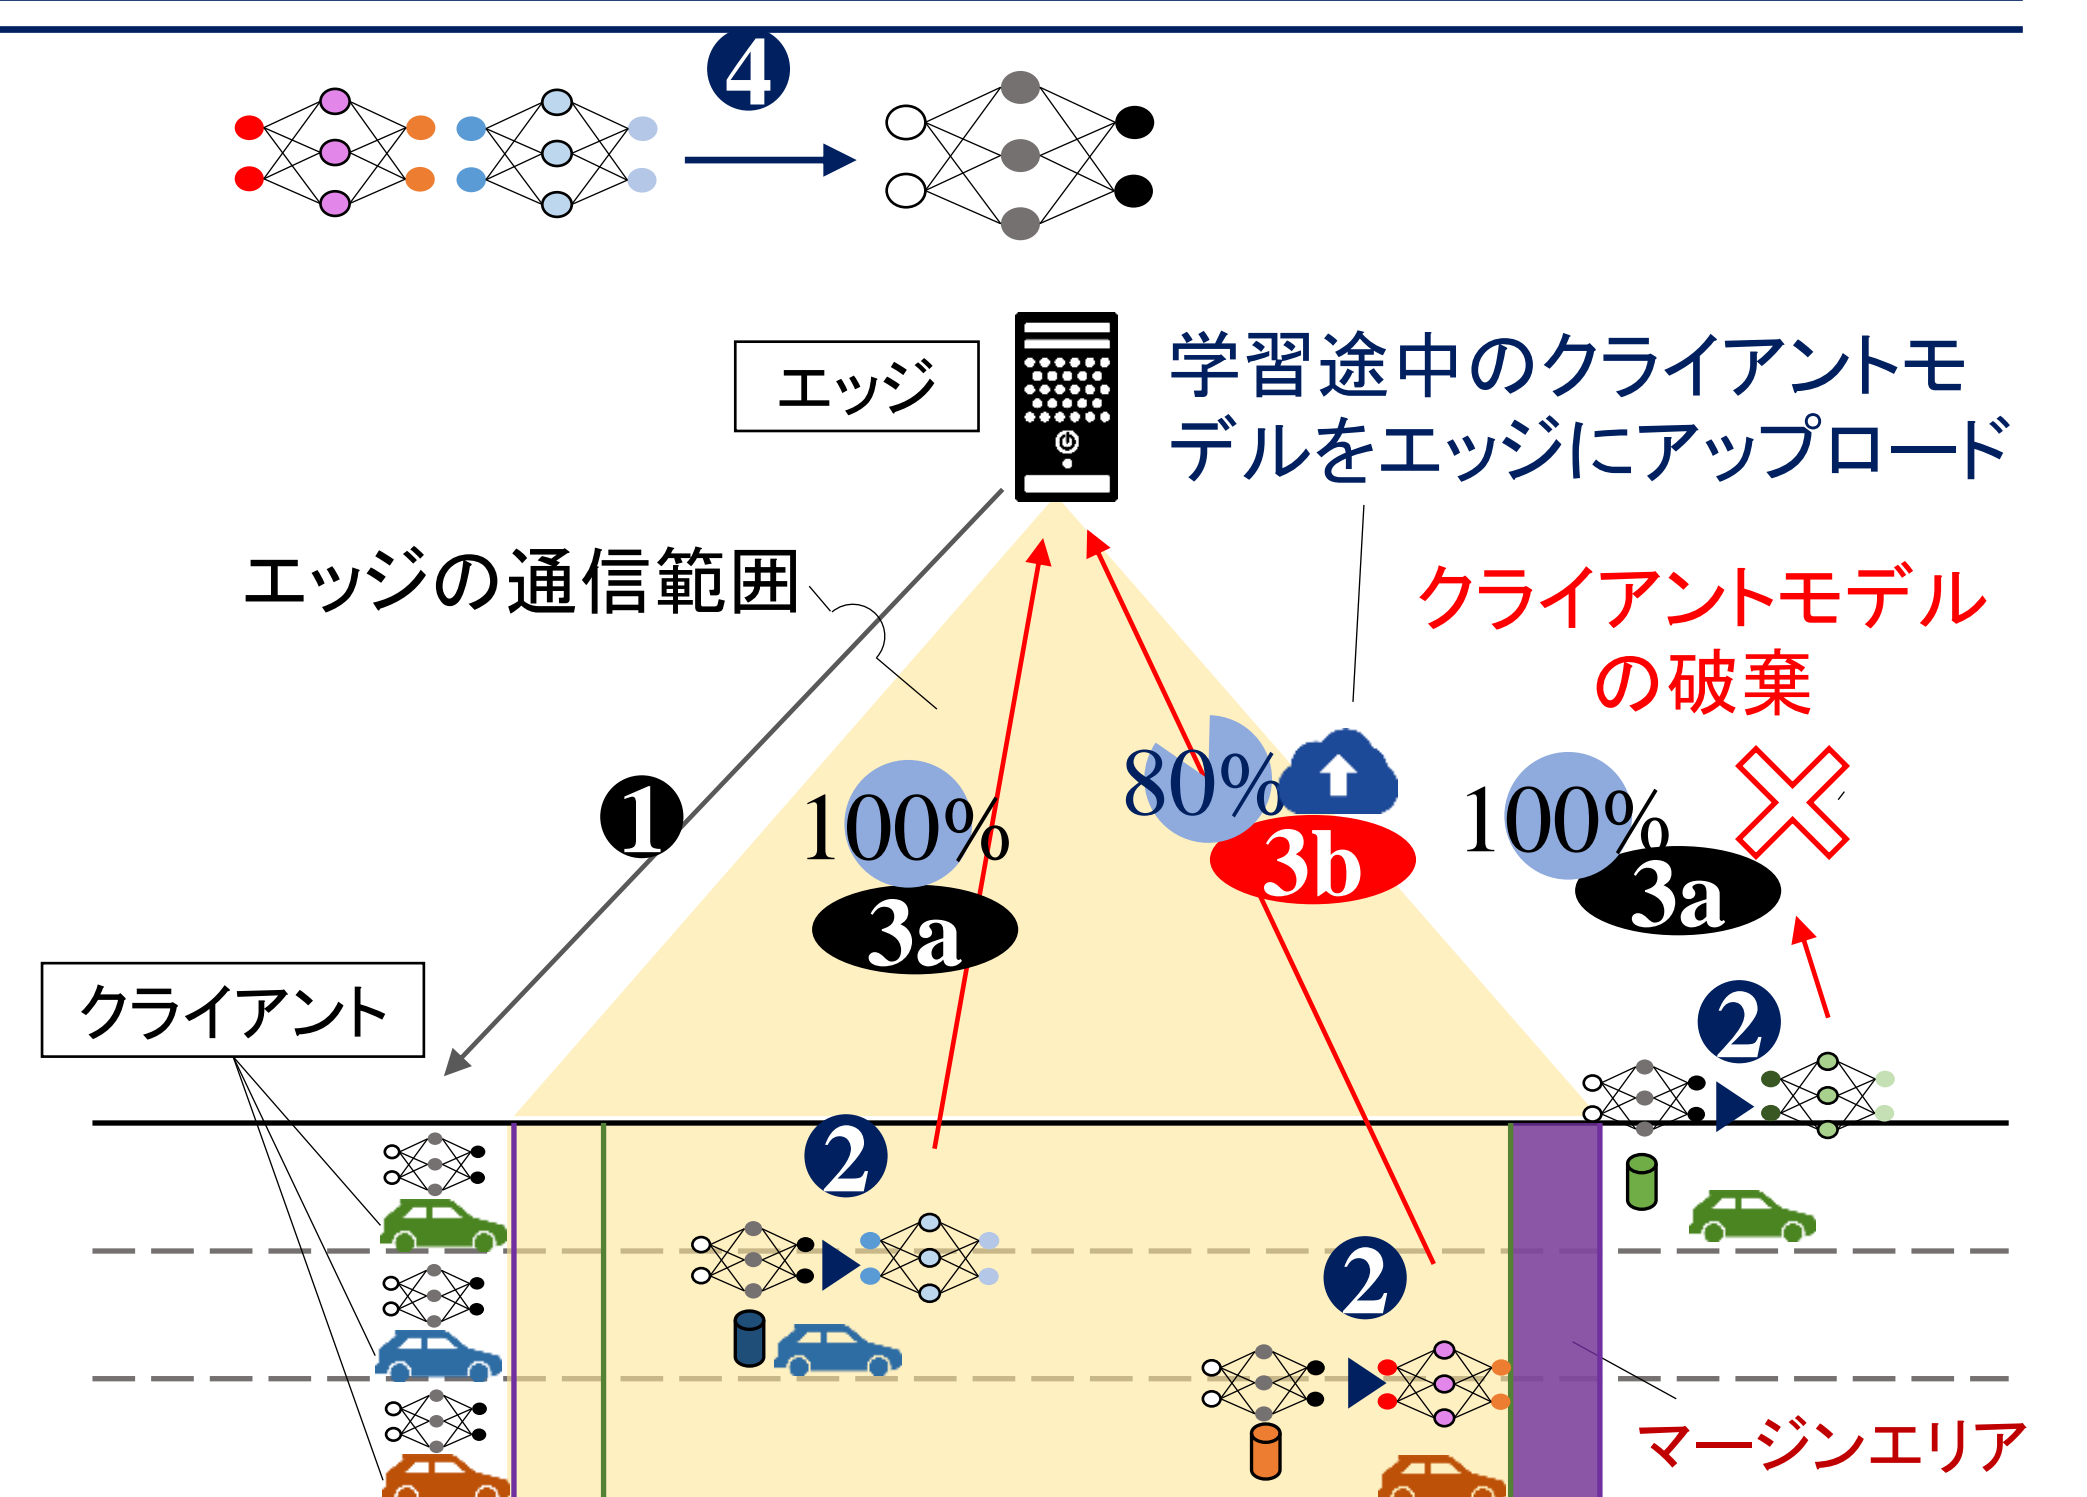 4
エッジ
学習途中のクライアントモ
デルをエッジにアップロード
エッジの通信範囲
クライアントモデル
の破棄
1
100%
80%
100%
3a
3b
3a
クライアント
2
2
2
マージンエリア